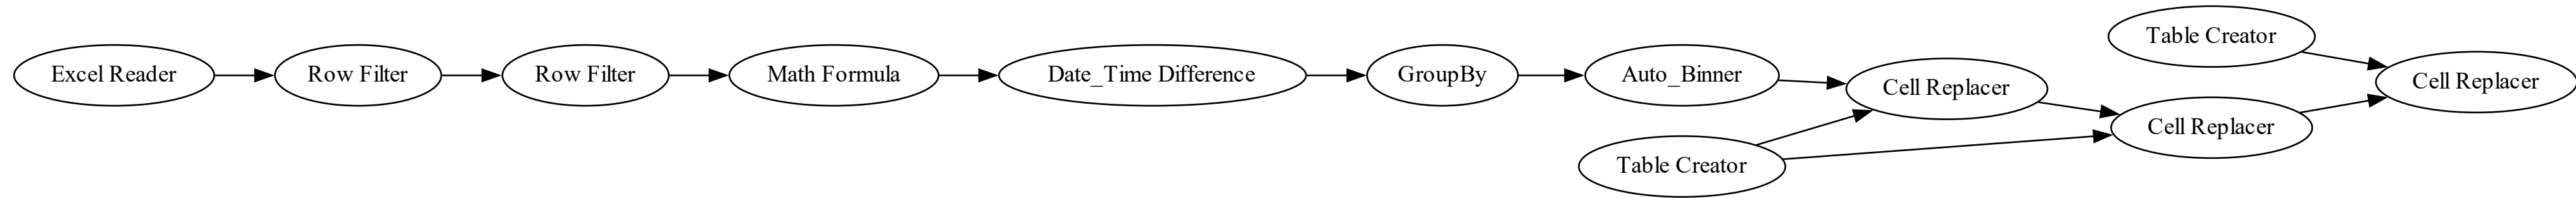 Excel Reader
Row Filter
Row Filter
Math Formula
Date_Time Difference
GroupBy
Auto_Binner
Table Creator
Cell Replacer
Table Creator
Cell Replacer
Cell Replacer